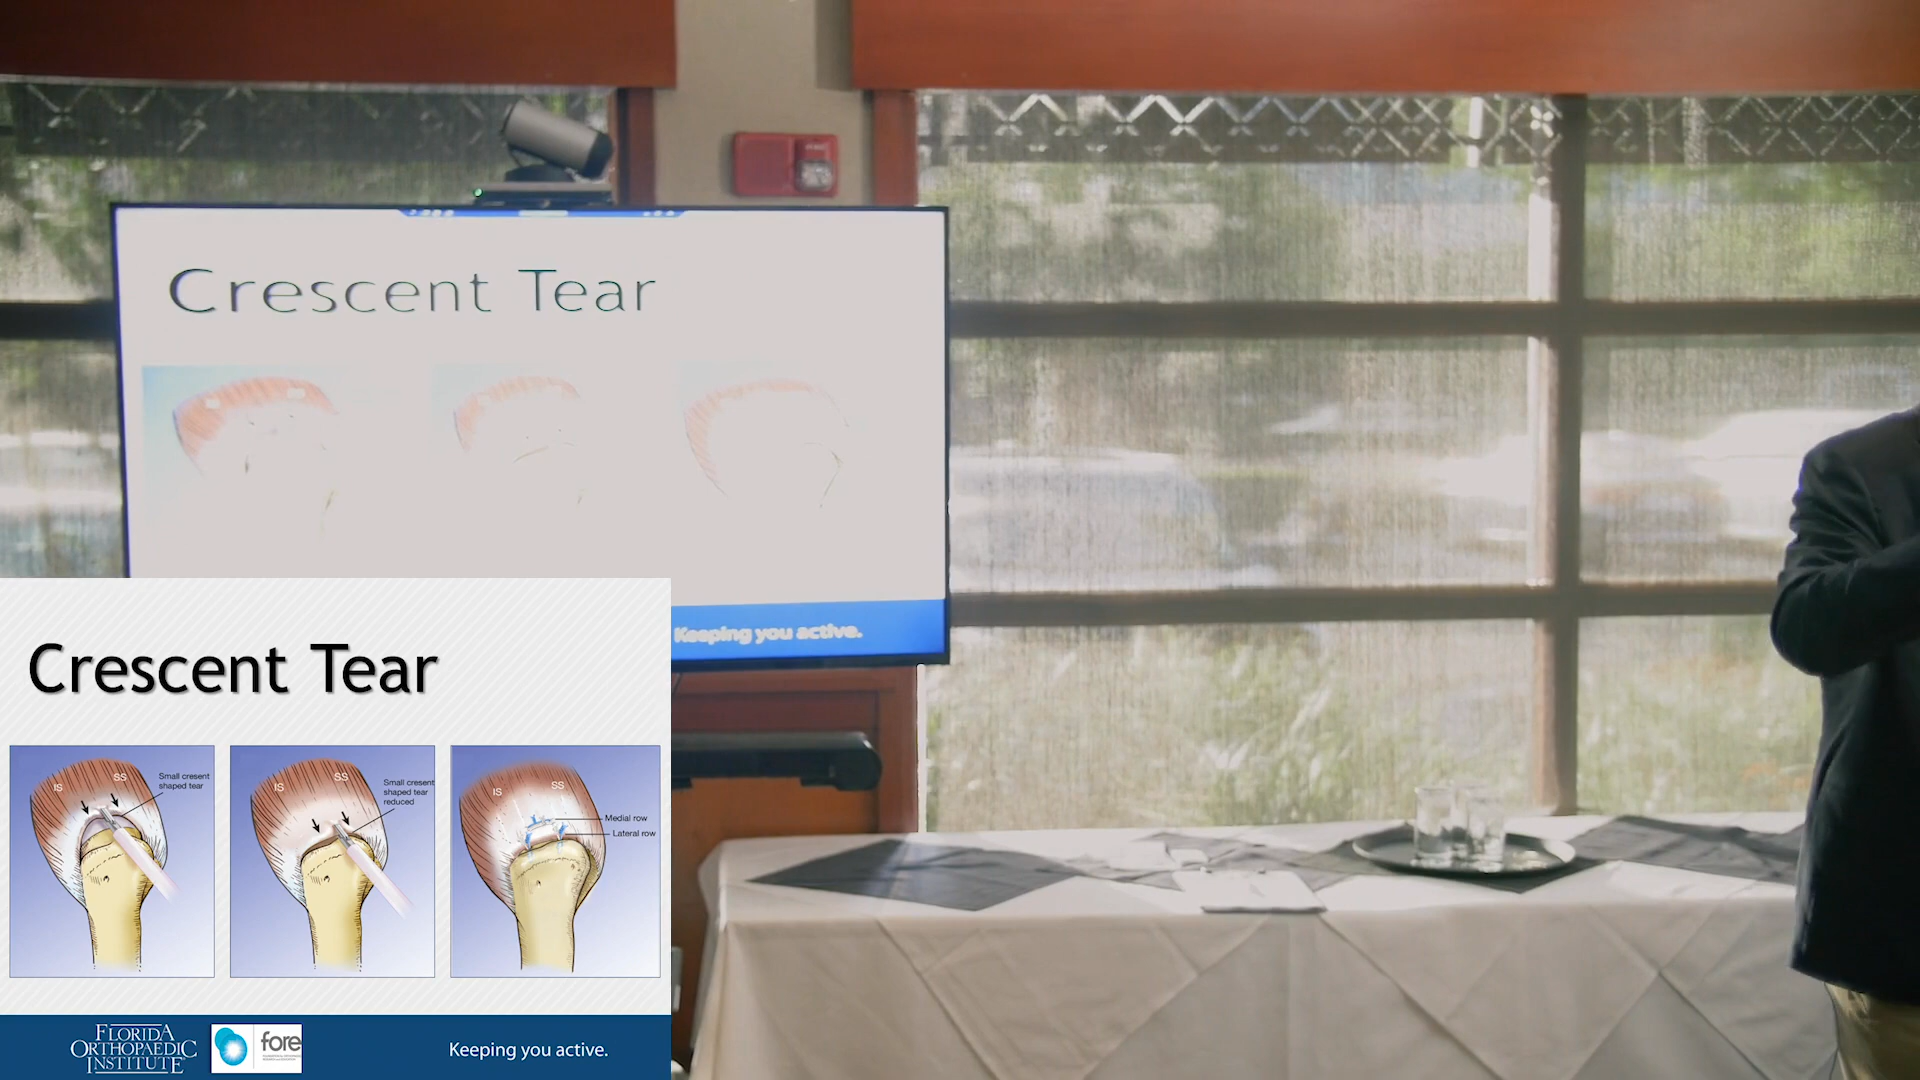 Crescent Tear
Keeping you active.
Crescent Tear
IS
SS
Small cresent
shaped tear
IS
SS
Small cresent
shaped tear
reduced
IS
SS
Medial row
Lateral row
FLORIDA
ORTHOPAEDIC
INSTITUTE
fore
Keeping you active.